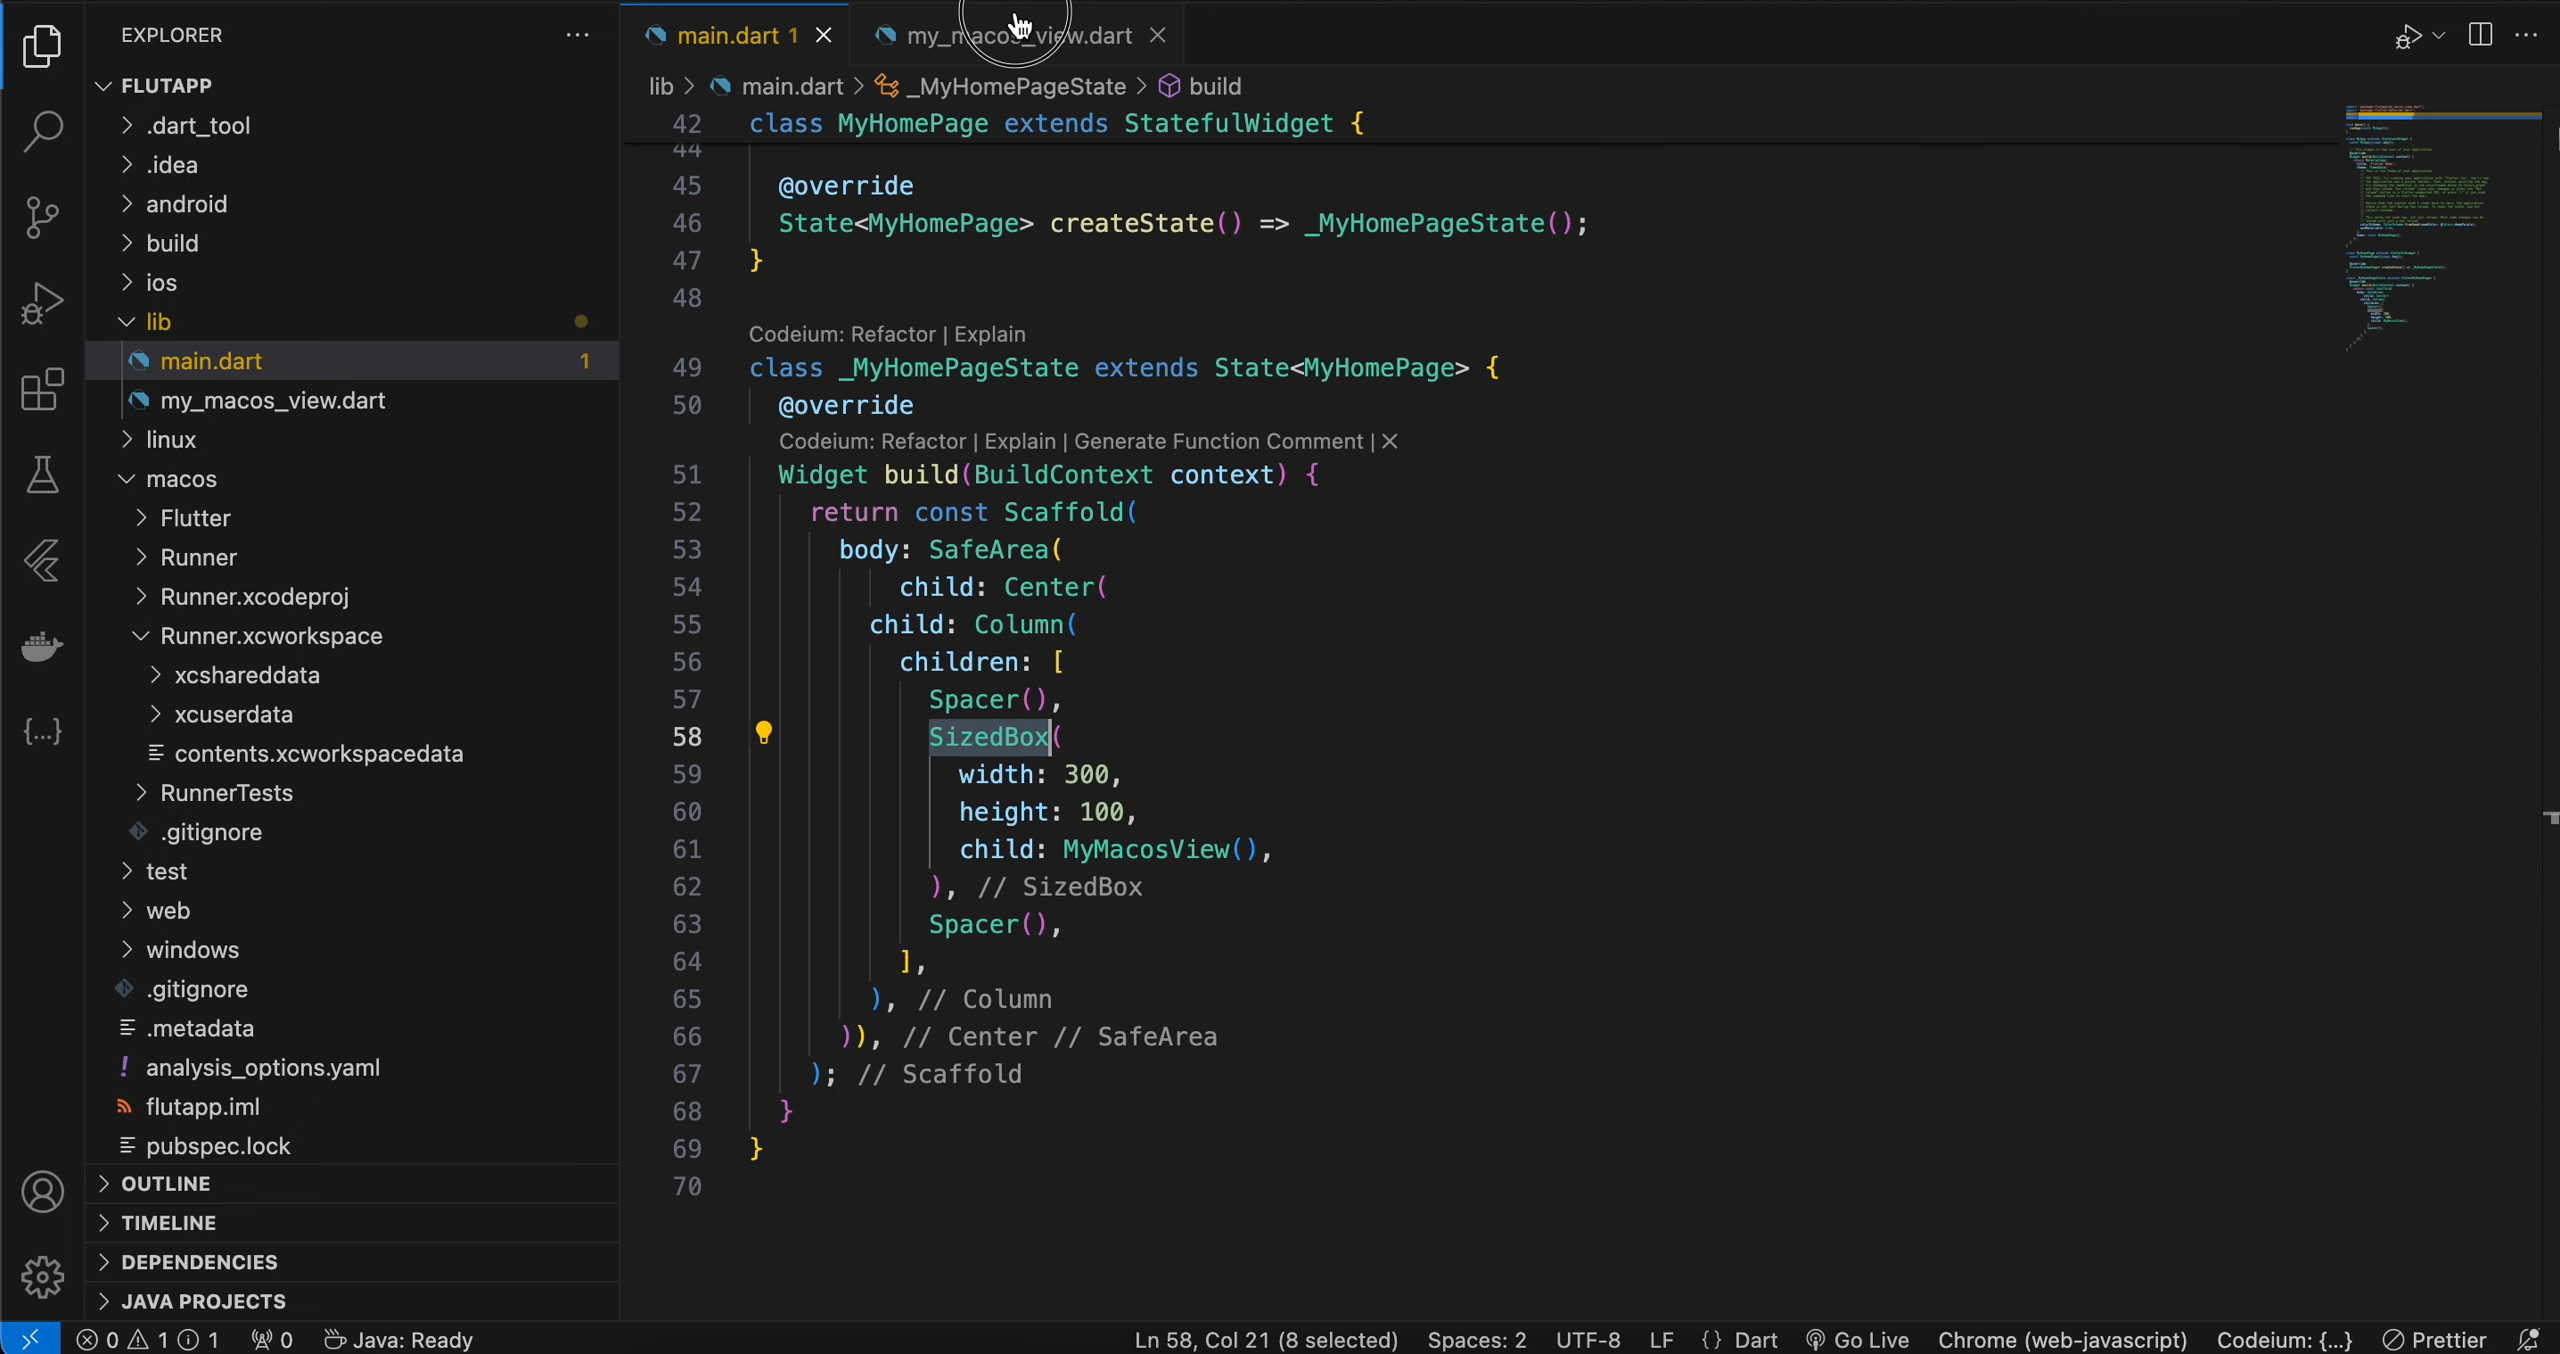 EXPLORER
FLUTAPP
.dart_tool
.idea
android
build
ios
lib
main.dart 1
my_macos_view.dart
linux
macos
Flutter
Runner
Runner.xcodeproj
Runner.xcworkspace
xcshareddata
xcuserdata
contents.xcworkspacedata
RunnerTests
.gitignore
test
web
windows
.gitignore
.metadata
! analysis_options.yaml
flutapp.iml
pubspec.lock
OUTLINE
TIMELINE
DEPENDENCIES
JAVA PROJECTS
main.dart 1
my_macos_view.dart
lib > main.dart > _MyHomePageState > build
42 class MyHomePage extends StatefulWidget {
44
45 @override
46 State<MyHomePage> createState() => _MyHomePageState();
47 }
48
Codeium: Refactor | Explain
49 class _MyHomePageState extends State<MyHomePage> {
50 @override
Codeium: Refactor | Explain | Generate Function Comment | ×
51 Widget build(BuildContext context) {
52 return const Scaffold(
53 body: SafeArea(
54 child: Center(
55 child: Column(
56 children: [
57 Spacer(),
58 SizedBox(
59 width: 300,
60 height: 100,
61 child: MyMacosView(),
62 ), // SizedBox
63 Spacer(),
64 ],
65 ), // Column
66 )), // Center // SafeArea
67 ); // Scaffold
68 }
69 }
70
0 1 1 0 Java: Ready Ln 58, Col 21 (8 selected) Spaces: 2 UTF-8 LF {} Dart Go Live Chrome (web-javascript) Codeium: {...} Prettier